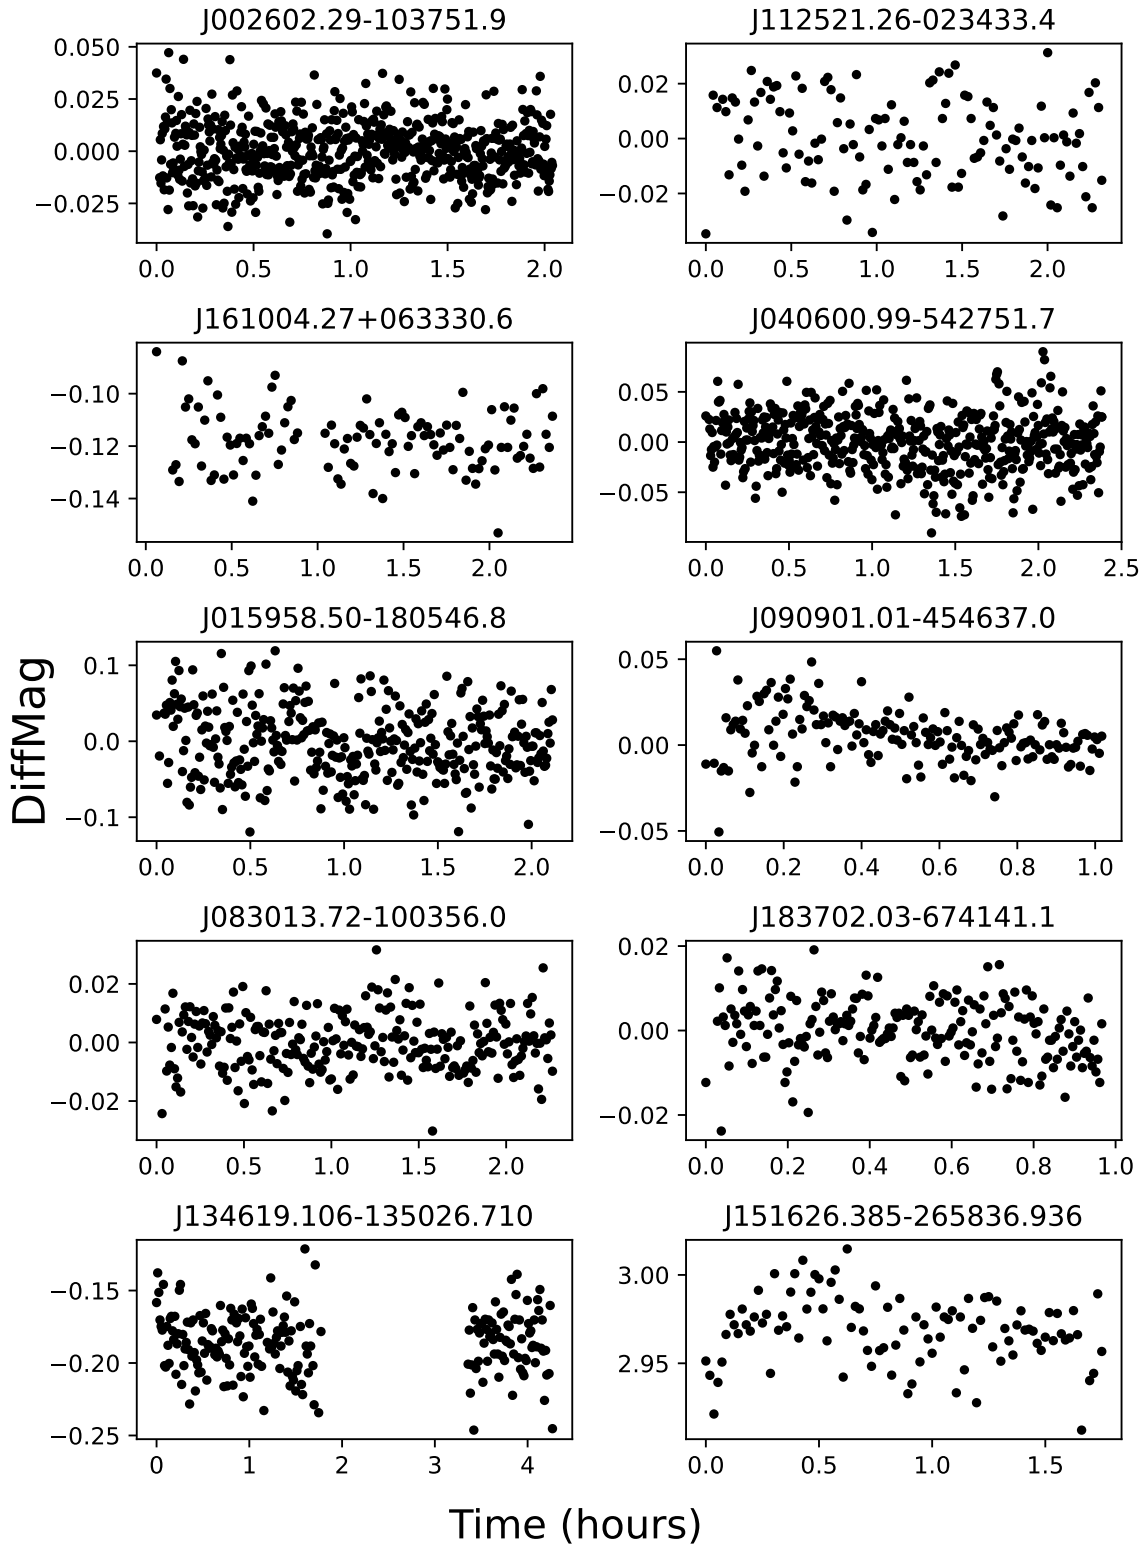 J002602.29-103751.9
J112521.26-023433.4
0.050
0.025
0.000
−0.025
0.0 0.5 1.0 1.5 2.0
0.02
0.00
−0.02
0.0 0.5 1.0 1.5 2.0
J161004.27+063330.6
J040600.99-542751.7
−0.10
−0.12
−0.14
0.0 0.5 1.0 1.5 2.0
0.05
0.00
−0.05
0.0 0.5 1.0 1.5 2.0 2.5
J015958.50-180546.8
J090901.01-454637.0
0.1
0.0
−0.1
0.0 0.5 1.0 1.5 2.0
0.05
0.00
−0.05
0.0 0.2 0.4 0.6 0.8 1.0
DiffMag
J083013.72-100356.0
J183702.03-674141.1
0.02
0.00
−0.02
0.0 0.5 1.0 1.5 2.0
0.02
0.00
−0.02
0.0 0.2 0.4 0.6 0.8 1.0
J134619.106-135026.710
J151626.385-265836.936
−0.15
−0.20
−0.25
0 1 2 3 4
3.00
2.95
0.0 0.5 1.0 1.5
Time (hours)